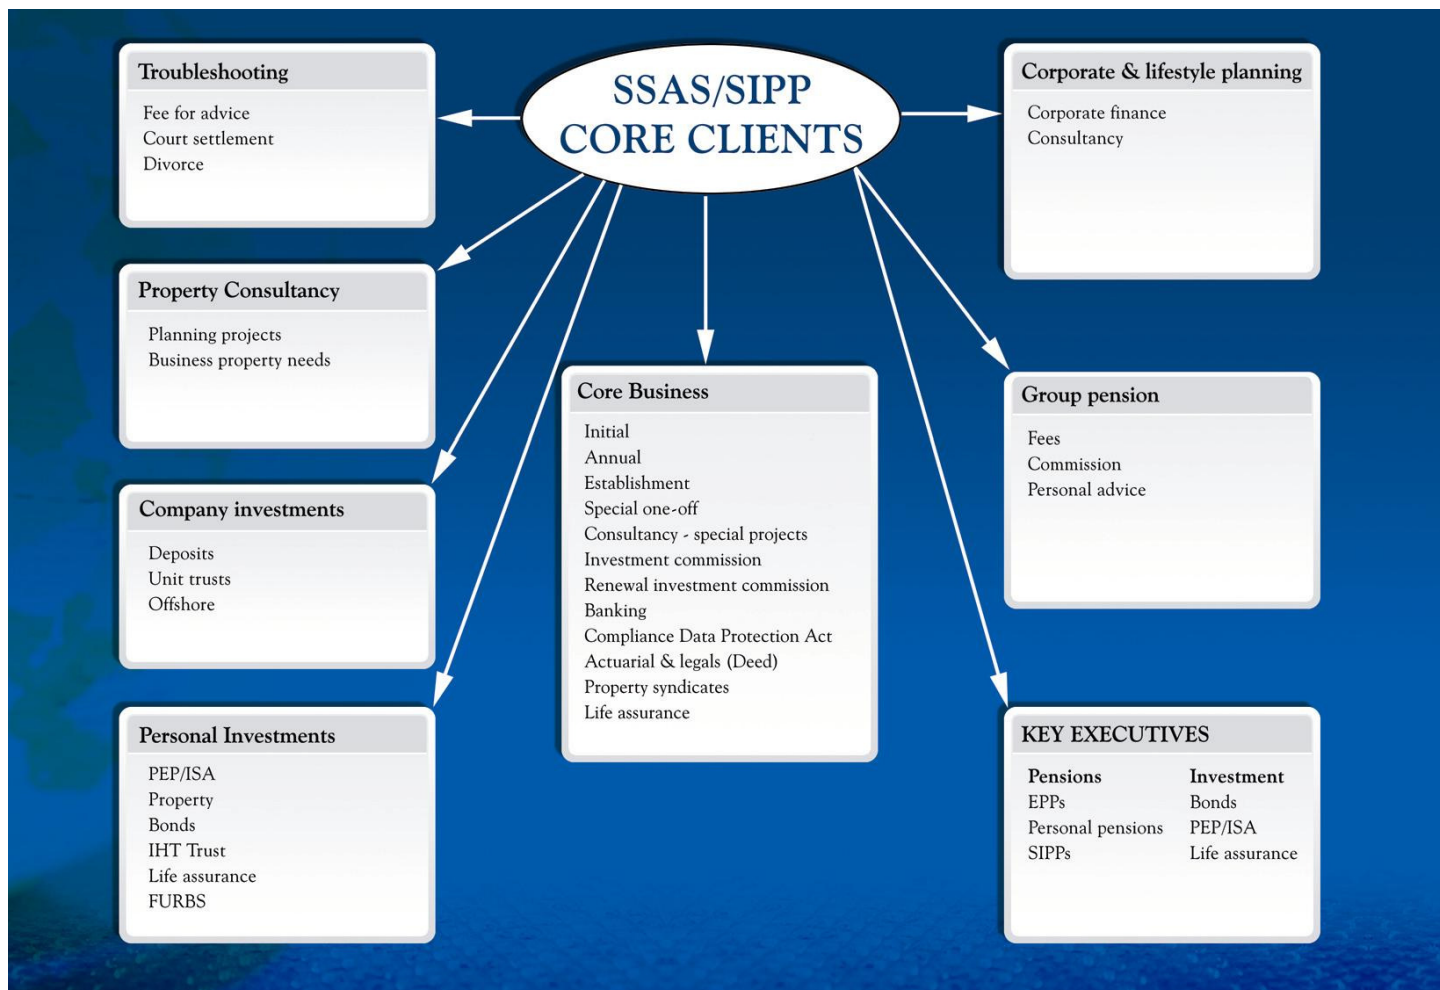 SSAS/SIPP
CORE CLIENTS
Troubleshooting
Fee for advice
Court settlement
Divorce
Property Consultancy
Planning projects
Business property needs
Company investments
Deposits
Unit trusts
Offshore
Personal Investments
PEP/ISA
Property
Bonds
IHT Trust
Life assurance
FURBS
Core Business
Initial
Annual
Establishment
Special one-off
Consultancy - special projects
Investment commission
Renewal investment commission
Banking
Compliance Data Protection Act
Actuarial & legals (Deed)
Property syndicates
Life assurance
Corporate & lifestyle planning
Corporate finance
Consultancy
Group pension
Fees
Commission
Personal advice
KEY EXECUTIVES
Pensions
EPPs
Personal pensions
SIPPs
Investment
Bonds
PEP/ISA
Life assurance